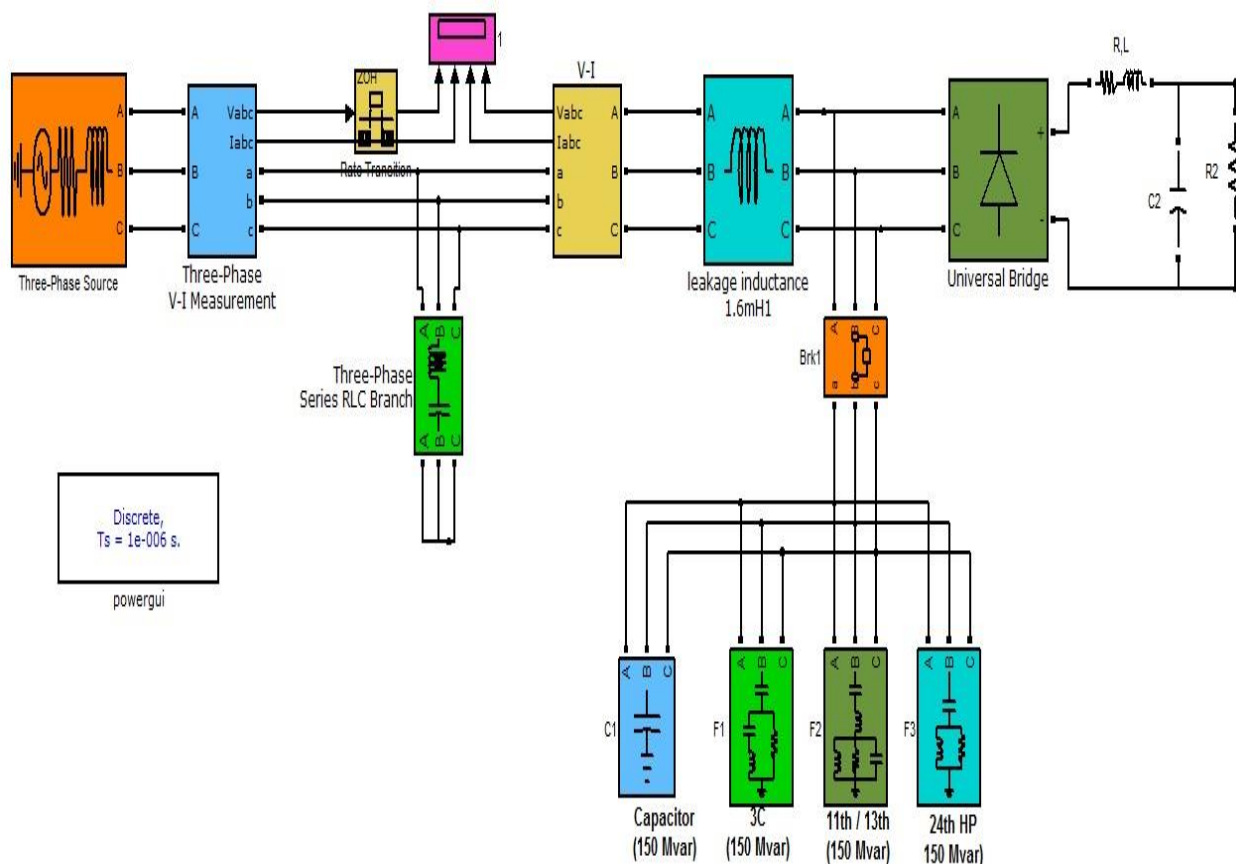 1
ZOH
V-I
R,L
A
B
C
A
B
C
Vabc
Iabc
a
b
c
Rate Transition
Vabc
Iabc
a
b
c
A
B
C
A
B
C
A
B
C
A
B
C
+
-
C2
R2
Three-Phase Source
Three-Phase
V-I Measurement
leakage inductance
1.6mH1
Universal Bridge
A
B
C
Three-Phase
Series RLC Branch
A
B
C
Brk1
A
B
C
a
b
c
Discrete,
Ts = 1e-006 s.
powergui
A
B
C
A
B
C
A
B
C
A
B
C
C1
F1
F2
F3
Capacitor
(150 Mvar)
3C
(150 Mvar)
11th / 13th
(150 Mvar)
24th HP
150 Mvar)